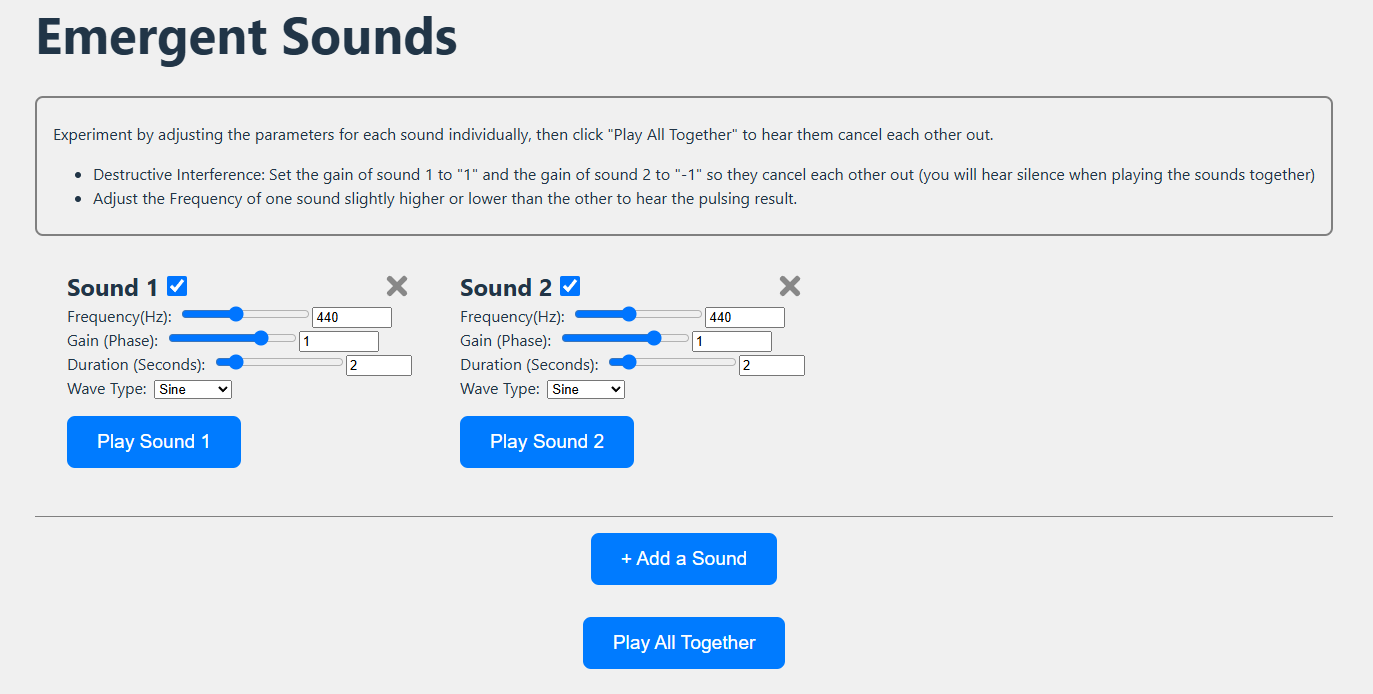 Emergent Sounds
Experiment by adjusting the parameters for each sound individually, then click "Play All Together" to hear them cancel each other out.
• Destructive Interference: Set the gain of sound 1 to "1" and the gain of sound 2 to "-1" so they cancel each other out (you will hear silence when playing the sounds together)
• Adjust the Frequency of one sound slightly higher or lower than the other to hear the pulsing result.
Sound 1
Frequency(Hz): 440
Gain (Phase): 1
Duration (Seconds): 2
Wave Type: Sine
Play Sound 1
Sound 2
Frequency(Hz): 440
Gain (Phase): 1
Duration (Seconds): 2
Wave Type: Sine
Play Sound 2
+ Add a Sound
Play All Together